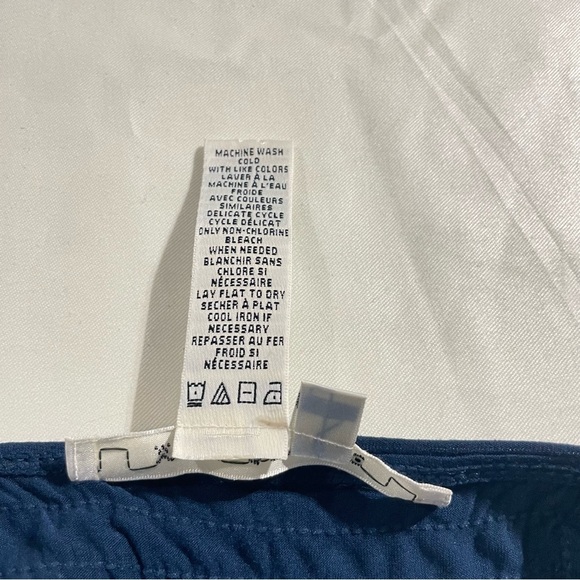 MACHINE WASH
COLD
WITH LIKE COLORS
LAVER À LA
MACHINE À L'EAU
FROIDE
AVEC COULEURS
SIMILAIRES
DELICATE CYCLE
CYCLE DÉLICAT
ONLY NON-CHLORINE
BLEACH
WHEN NEEDED
BLANCHIR SANS
CHLORE SI
NÉCESSAIRE
LAY FLAT TO DRY
SECHER À PLAT
COOL IRON IF
NECESSARY
REPASSER AU FER
FROID SI
NÉCESSAIRE